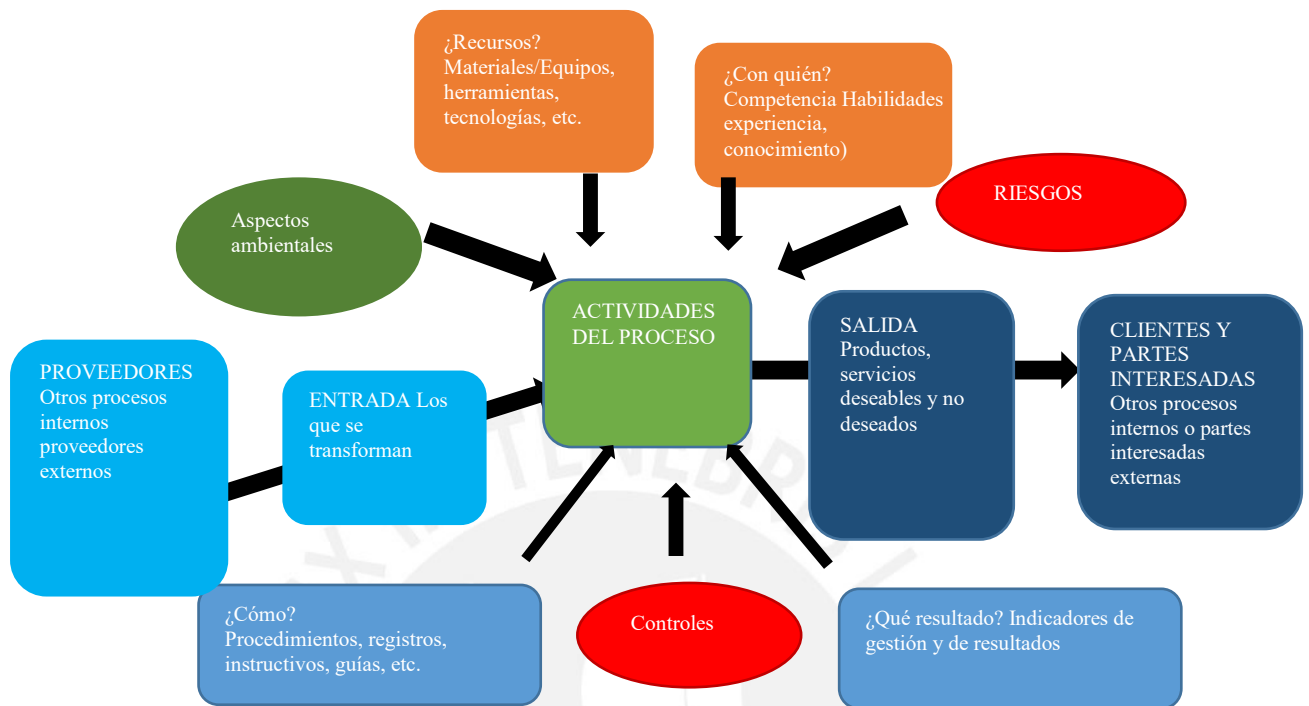 ¿Recursos?
Materiales/Equipos,
herramientas,
tecnologías, etc.
¿Con quién?
Competencia Habilidades
experiencia,
conocimiento)
RIESGOS
Aspectos
ambientales
ACTIVIDADES
DEL PROCESO
SALIDA
Productos,
servicios
deseables y no
deseados
CLIENTES Y
PARTES
INTERESADAS
Otros procesos
internos o partes
interesadas
externas
PROVEEDORES
Otros procesos
internos
proveedores
externos
ENTRADA Los
que se
transforman
¿Cómo?
Procedimientos, registros,
instructivos, guías, etc.
Controles
¿Qué resultado? Indicadores de
gestión y de resultados